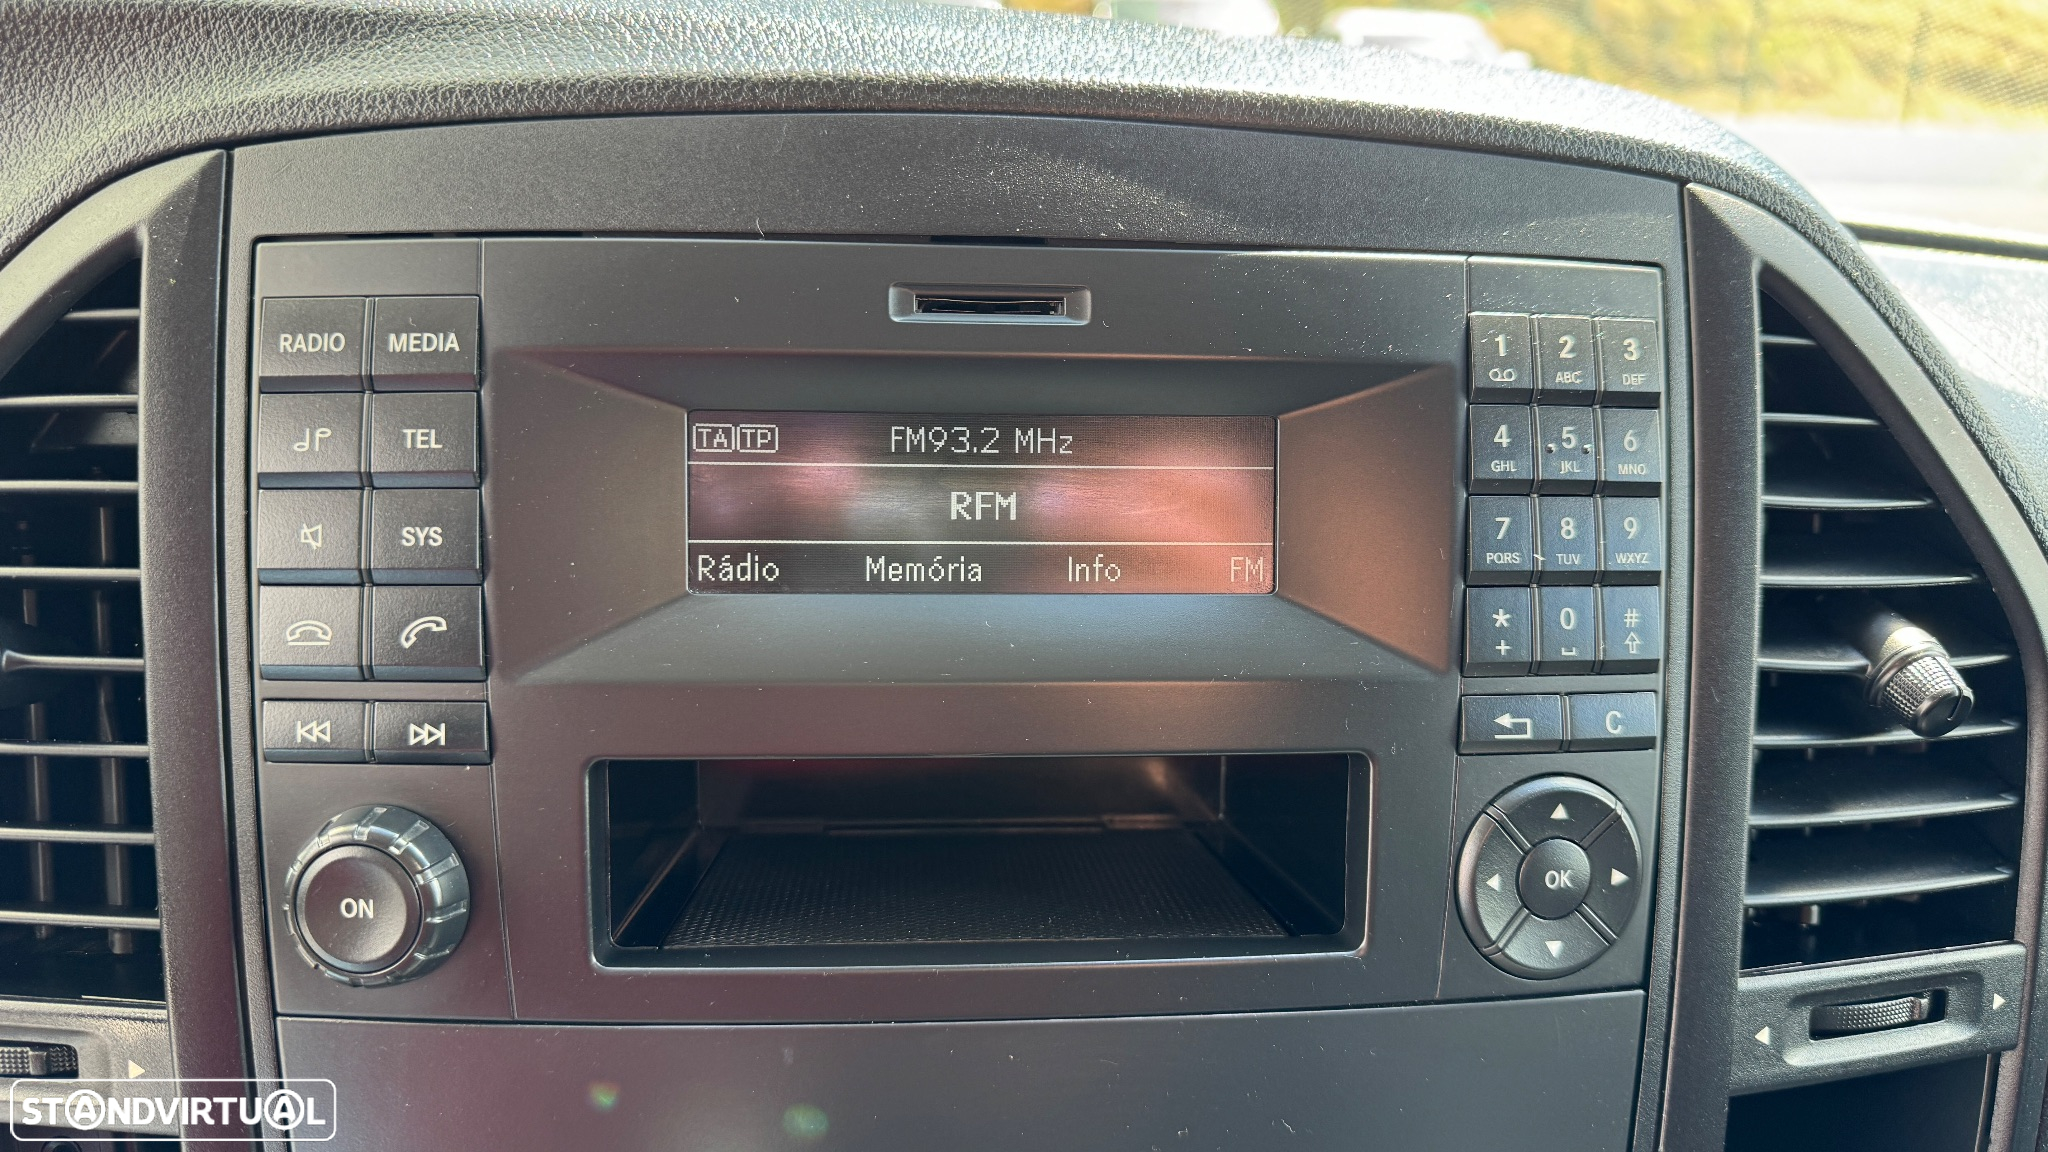 RADIO MEDIA
TEL
SYS
ON
TA TP FM93.2 MHz
RFM
Rádio Memória Info FM
1 2 3
ABC DEF
4 5 6
GHI JKL MNO
7 8 9
PQRS TUV WXYZ
* 0 #
+
C
OK
STANDVIRTUAL